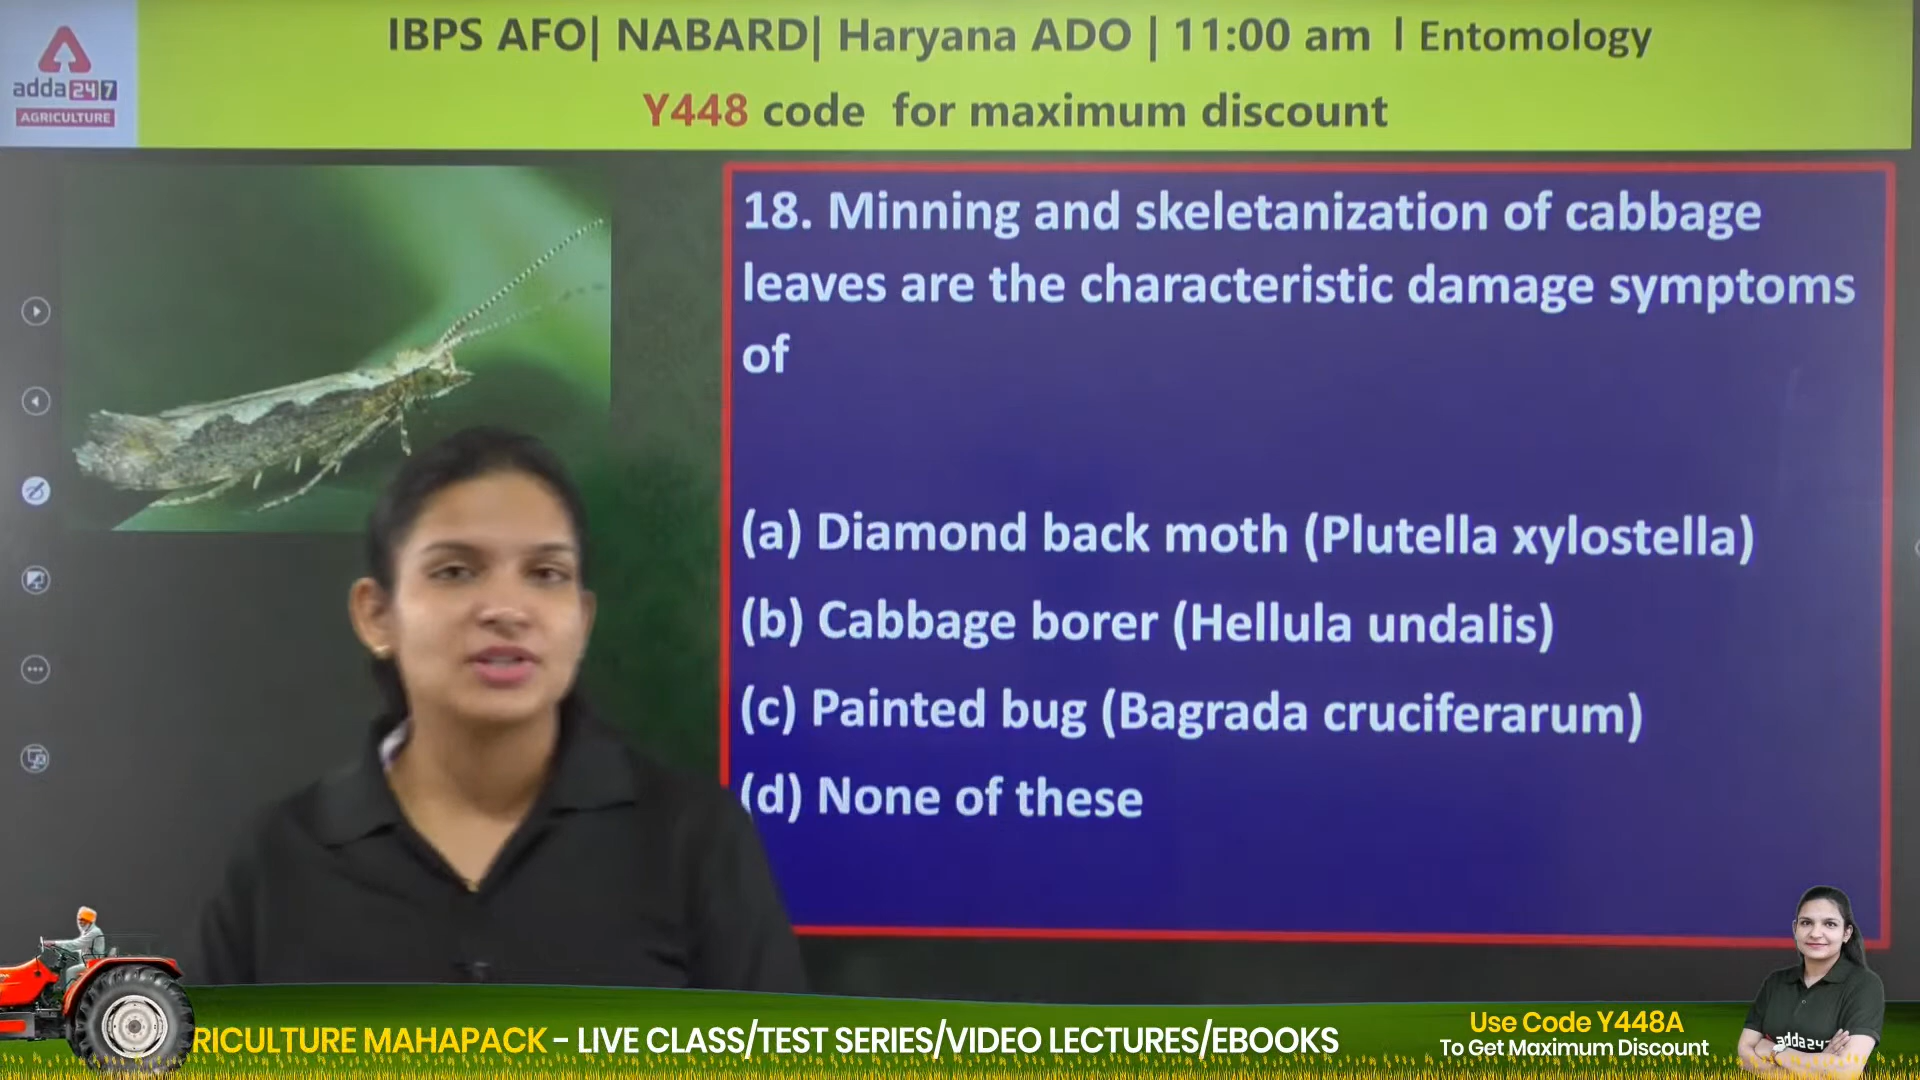 IBPS AFO| NABARD| Haryana ADO | 11:00 am I Entomology
Y448 code for maximum discount
adda247
AGRICULTURE
18. Minning and skeletanization of cabbage
leaves are the characteristic damage symptoms
of
(a) Diamond back moth (Plutella xylostella)
(b) Cabbage borer (Hellula undalis)
(c) Painted bug (Bagrada cruciferarum)
(d) None of these
RICULTURE MAHAPACK - LIVE CLASS/TEST SERIES/VIDEO LECTURES/EBOOKS
Use Code Y448A
To Get Maximum Discount
adda247